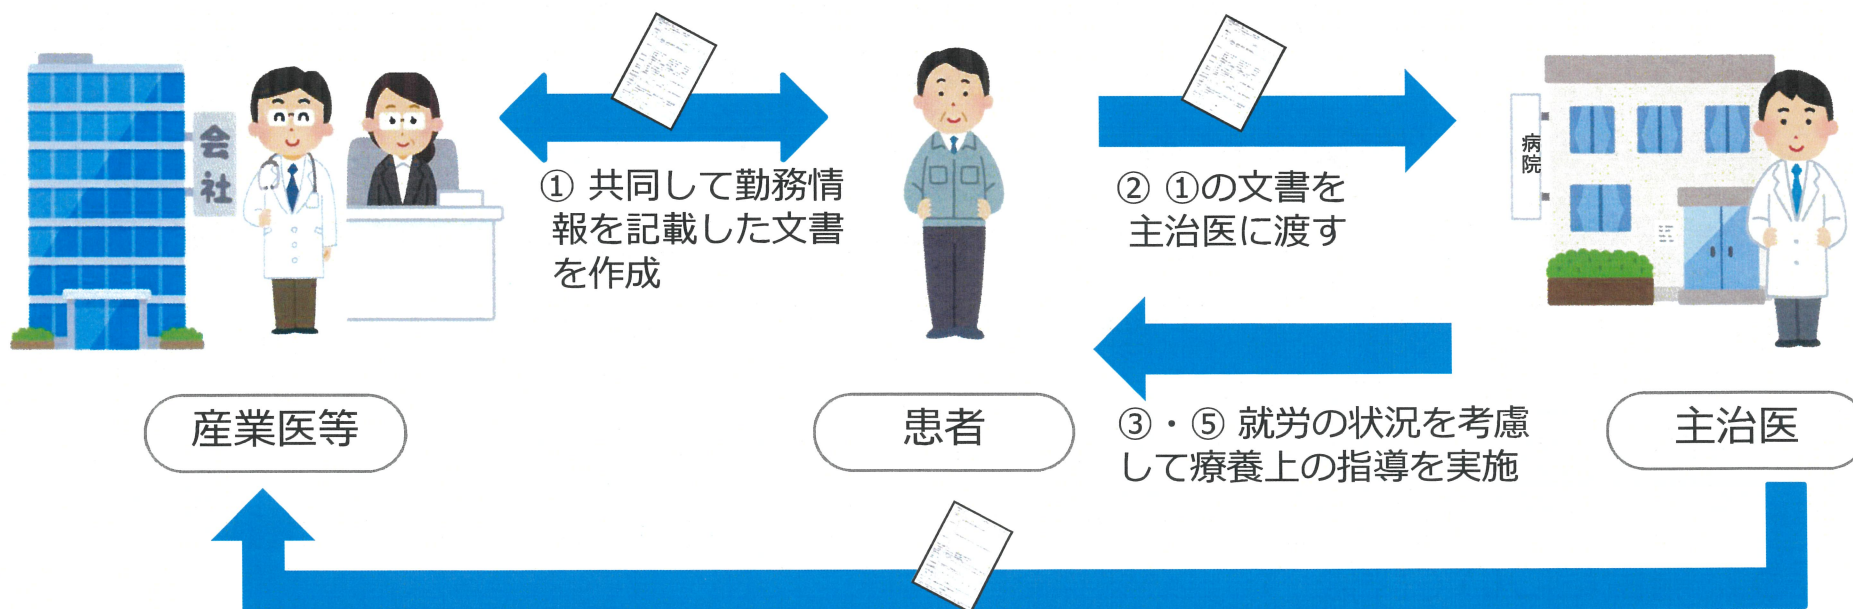 会社
① 共同して勤務情
報を記載した文書
を作成
② ①の文書を
主治医に渡す
病院
③・⑤ 就労の状況を考慮
して療養上の指導を実施
産業医等
患者
主治医